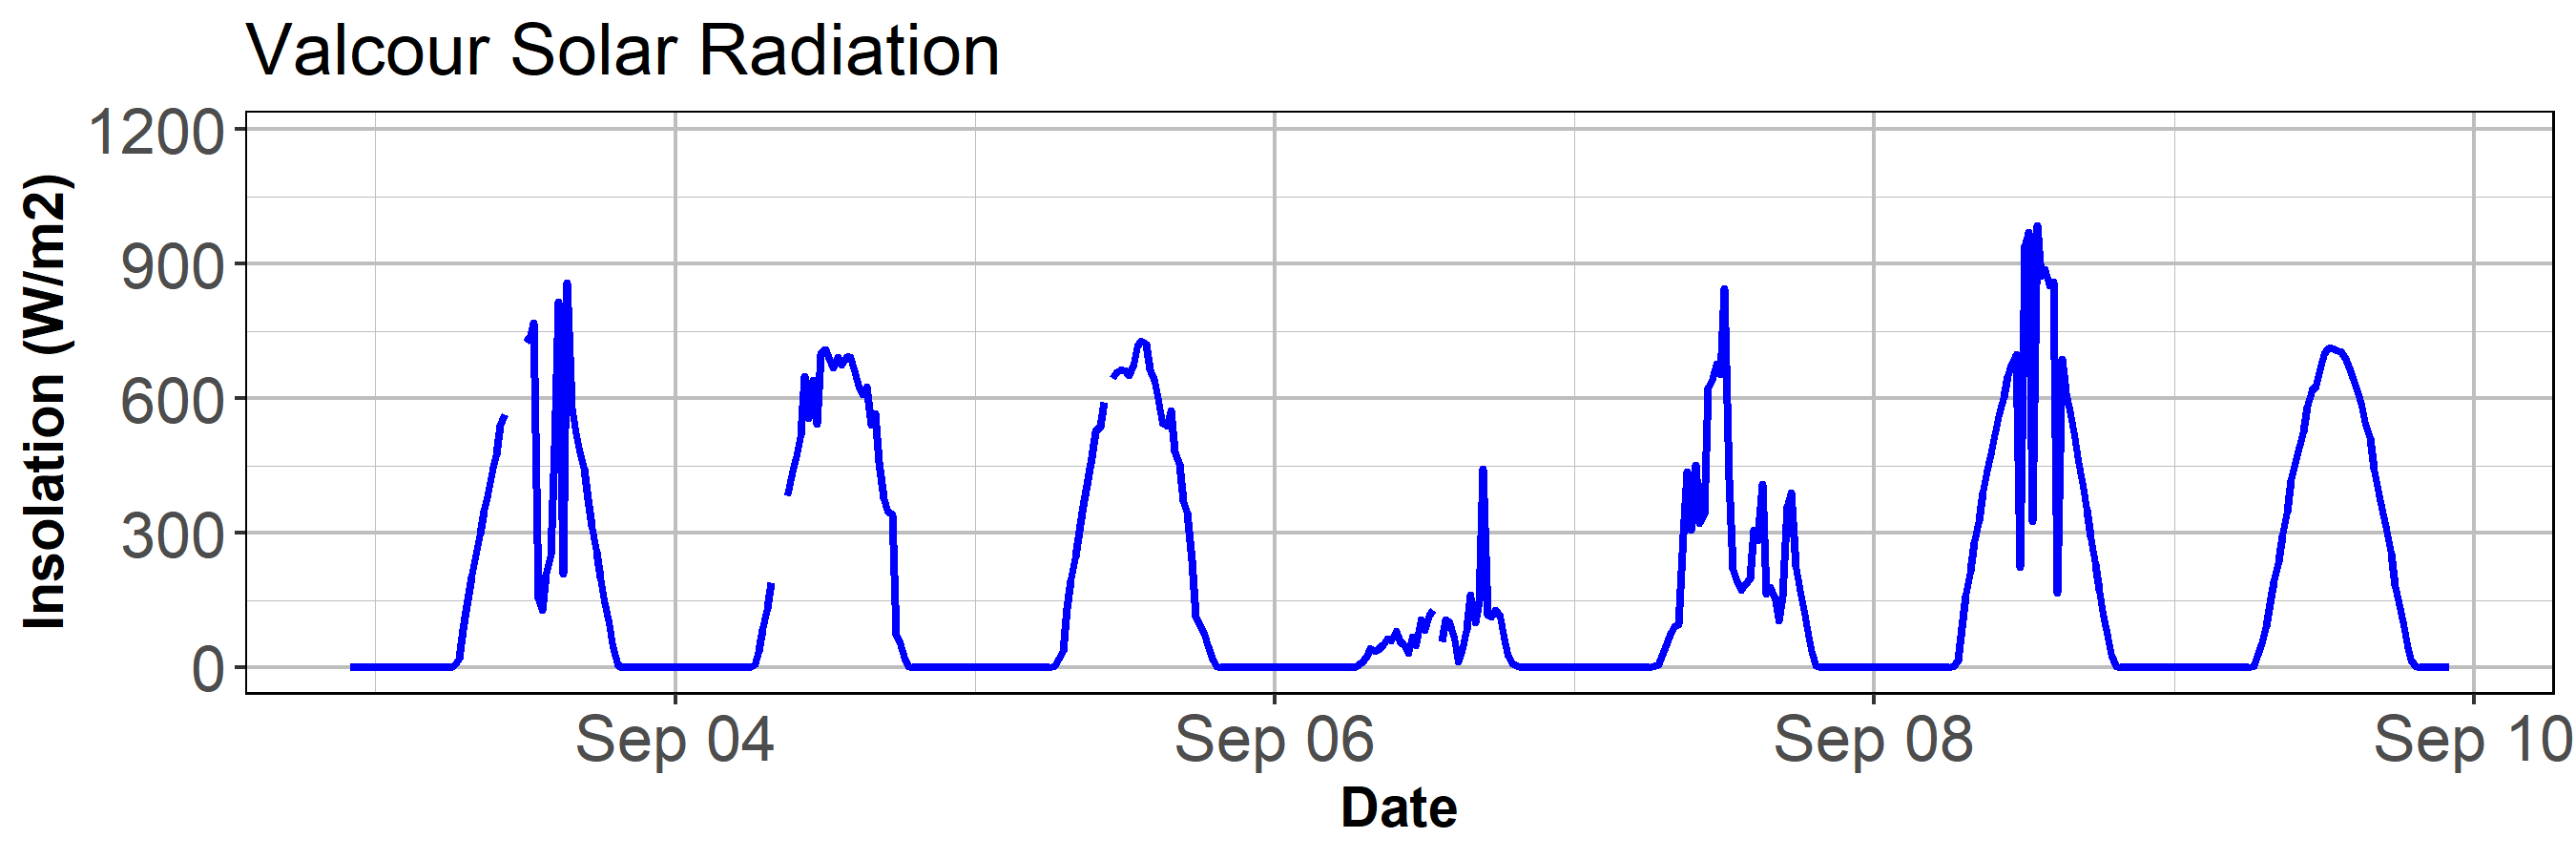 Valcour Solar Radiation
1200
900
600
300
0
Insolation (W/m2)
Sep 04
Sep 06
Sep 08
Sep 10
Date